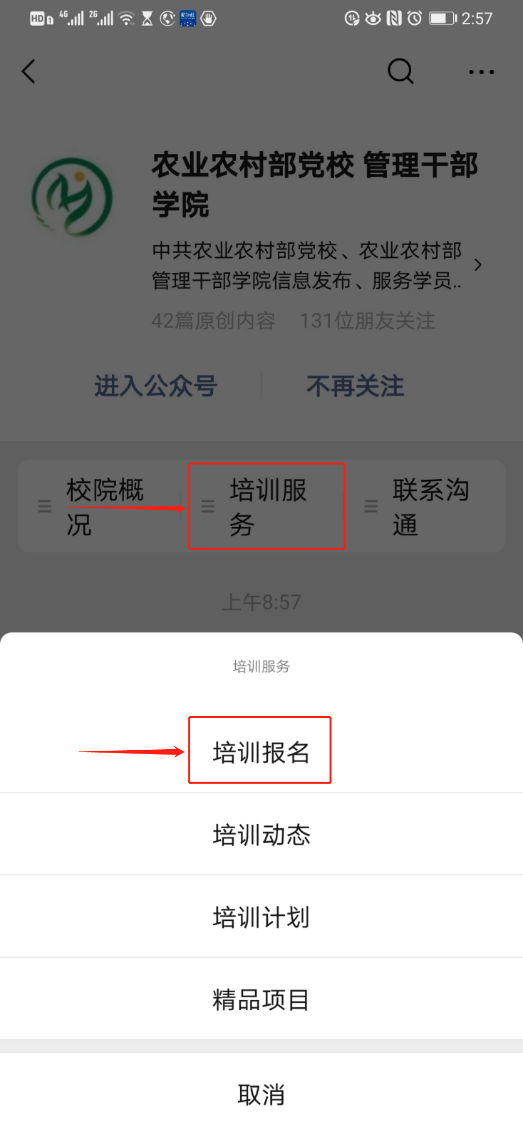 HD 4G 2G 2:57
农业农村部党校 管理干部
学院
中共农业农村部党校、农业农村部
管理干部学院信息发布、服务学员..
42篇原创内容 131位朋友关注
进入公众号 不再关注
校院概
况
培训服
务
联系沟
通
上午8:57
培训服务
培训报名
培训动态
培训计划
精品项目
取消